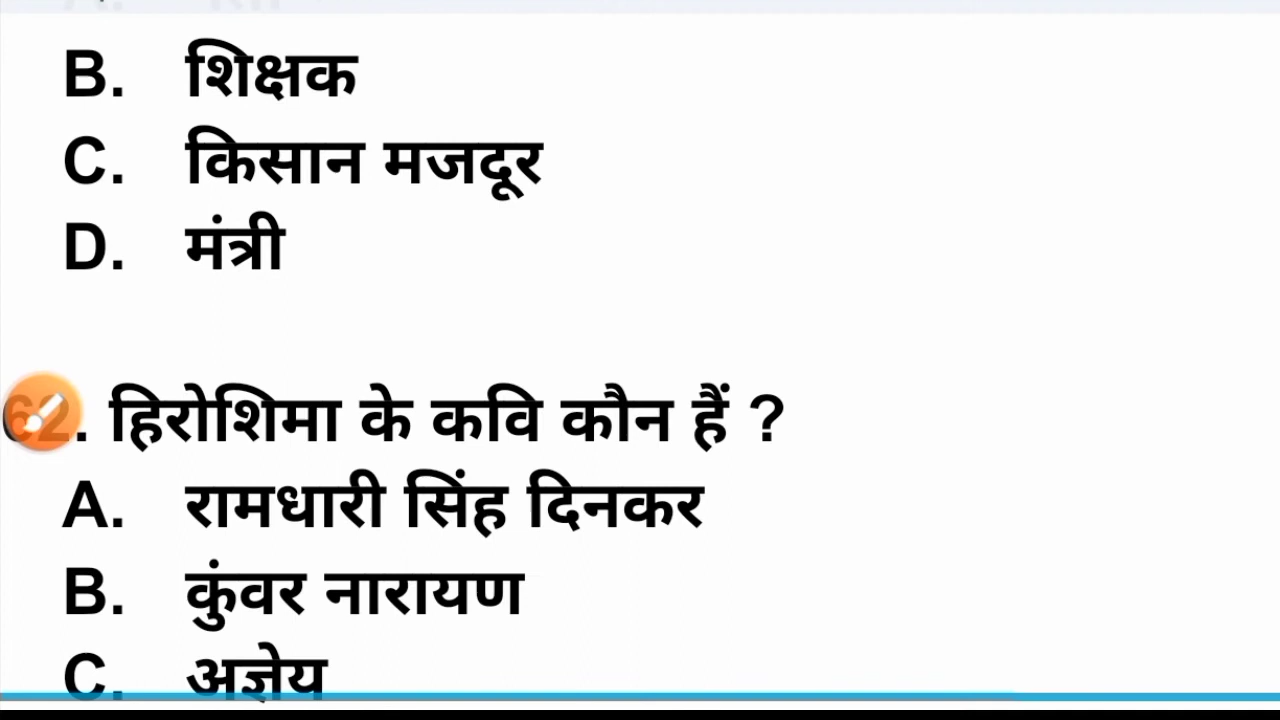 B. शिक्षक
C. किसान मजदूर
D. मंत्री
62. हिरोशिमा के कवि कौन हैं ?
A. रामधारी सिंह दिनकर
B. कुंवर नारायण
C. अज्ञेय